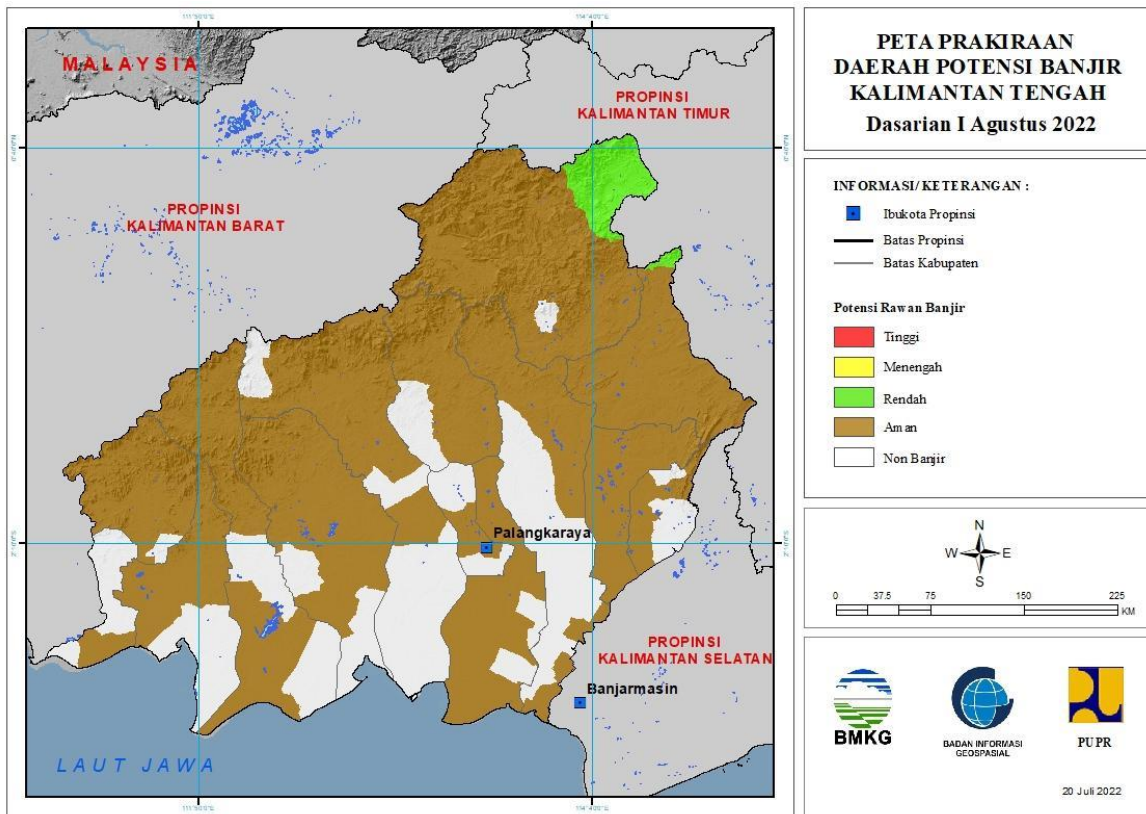 PETA PRAKIRAAN
DAERAH POTENSI BANJIR
KALIMANTAN TENGAH
Dasarian I Agustus 2022
INFORMASI/ KETERANGAN :
Ibukota Propinsi
Batas Propinsi
Batas Kabupaten
Potensi Rawan Banjir
Tinggi
Menengah
Rendah
Aman
Non Banjir
N
W E
S
0 37.5 75 150 225
KM
BMKG
BADAN INFORMASI
GEOSPASIAL
PUPR
20 Juli 2022
MALAYSIA
PROPINSI
KALIMANTAN TIMUR
PROPINSI
KALIMANTAN BARAT
Palangkaraya
PROPINSI
KALIMANTAN SELATAN
Banjarmasin
LAUT JAWA